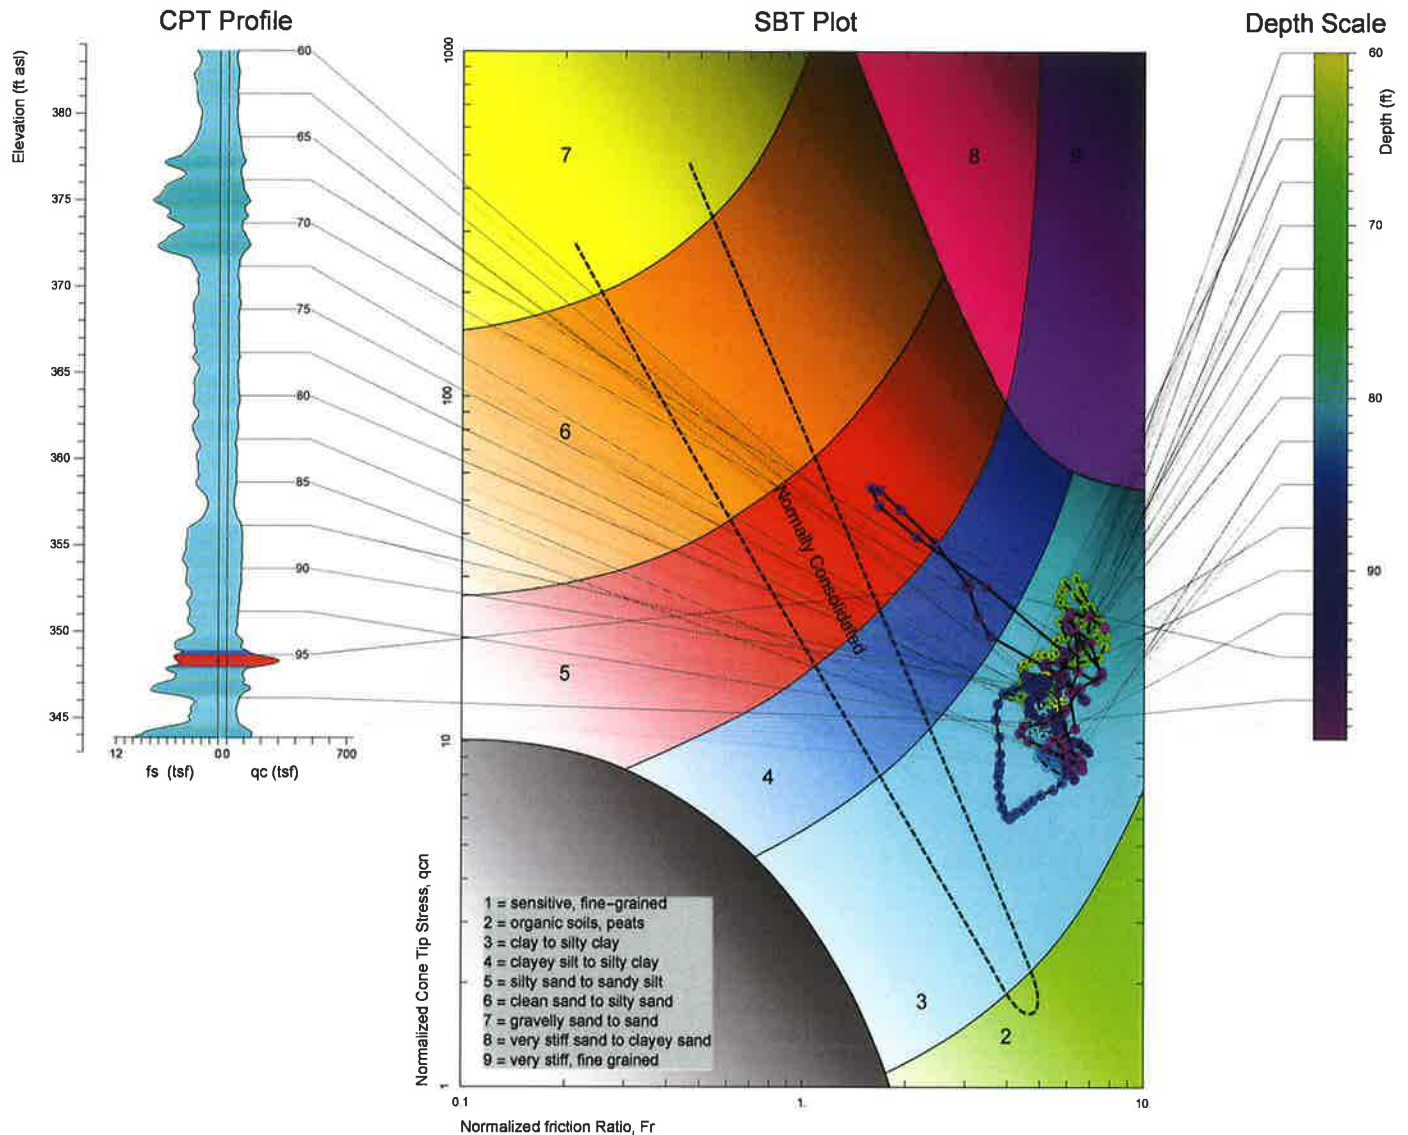 CPT Profile
SBT Plot
Depth Scale
Elevation (ft asl)
380
375
370
365
360
355
350
345
60
65
70
75
80
85
90
95
12
0 0
700
fs (tsf)
qc (tsf)
Normalized Cone Tip Stress, qcn
1000
100
10
1
7
8
9
6
5
4
3
2
Normally Consolidated
1 = sensitive, fine-grained
2 = organic soils, peats
3 = clay to silty clay
4 = clayey silt to silty clay
5 = silty sand to sandy silt
6 = clean sand to silty sand
7 = gravelly sand to sand
8 = very stiff sand to clayey sand
9 = very stiff, fine grained
0.1
1.
10.
Normalized friction Ratio, Fr
60
70
80
90
Depth (ft)